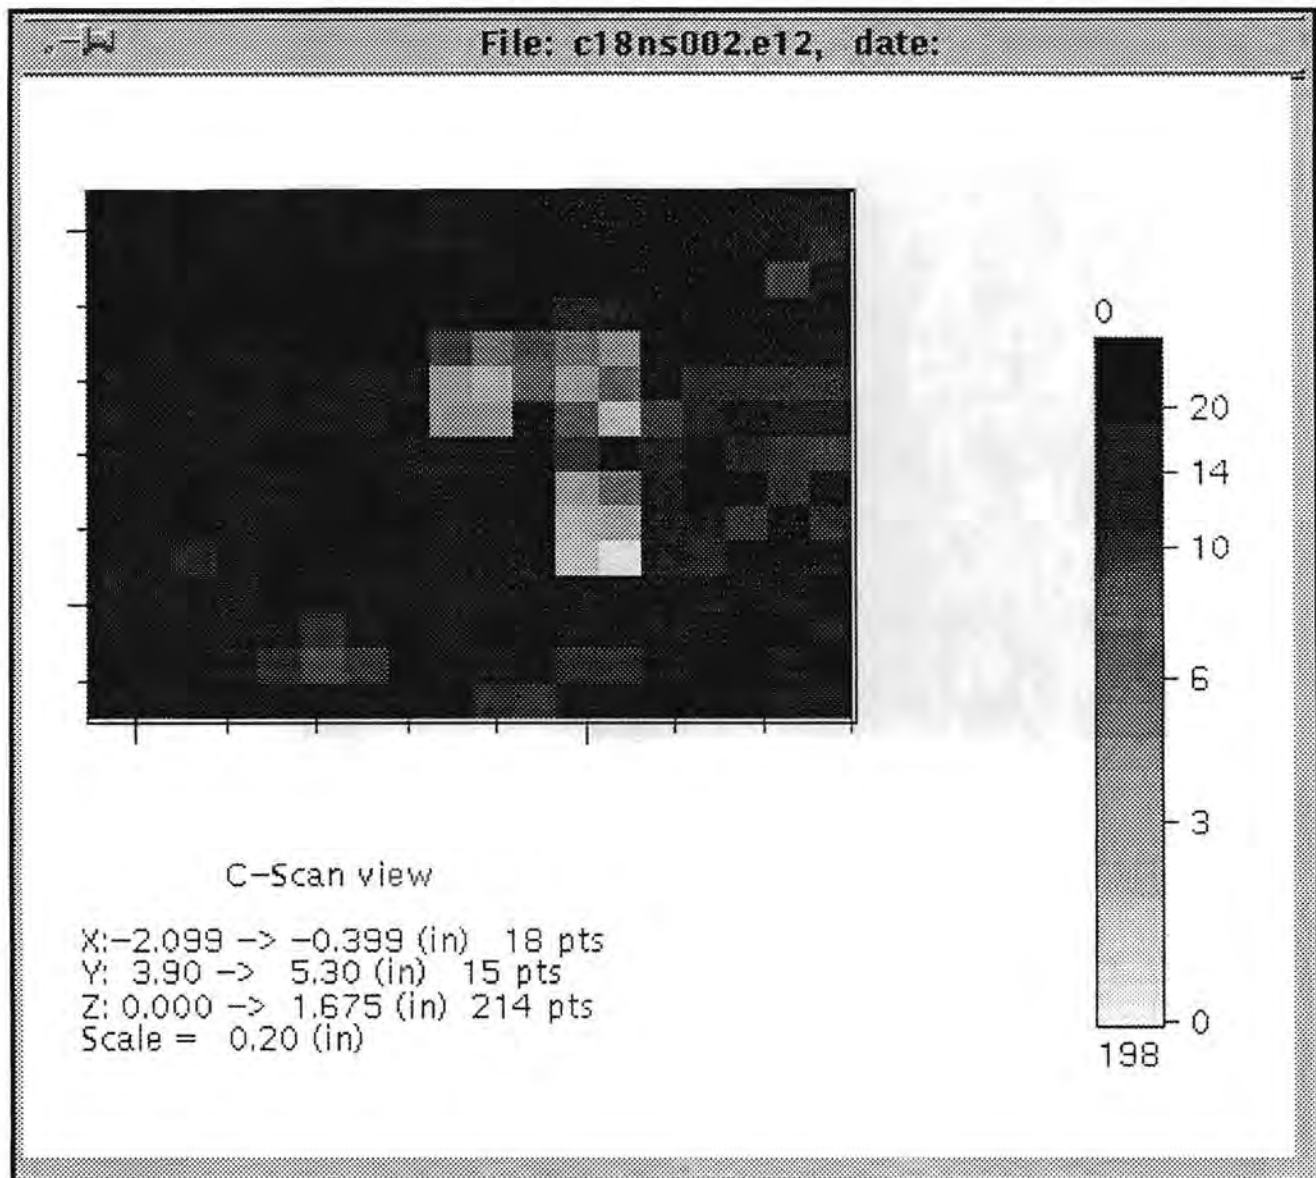 File: c18ns002.e12, date:
0
20
14
10
6
3
0
198
C-Scan view
X:-2.099 -> -0.399 (in) 18 pts
Y: 3.90 -> 5.30 (in) 15 pts
Z: 0.000 -> 1.675 (in) 214 pts
Scale = 0.20 (in)